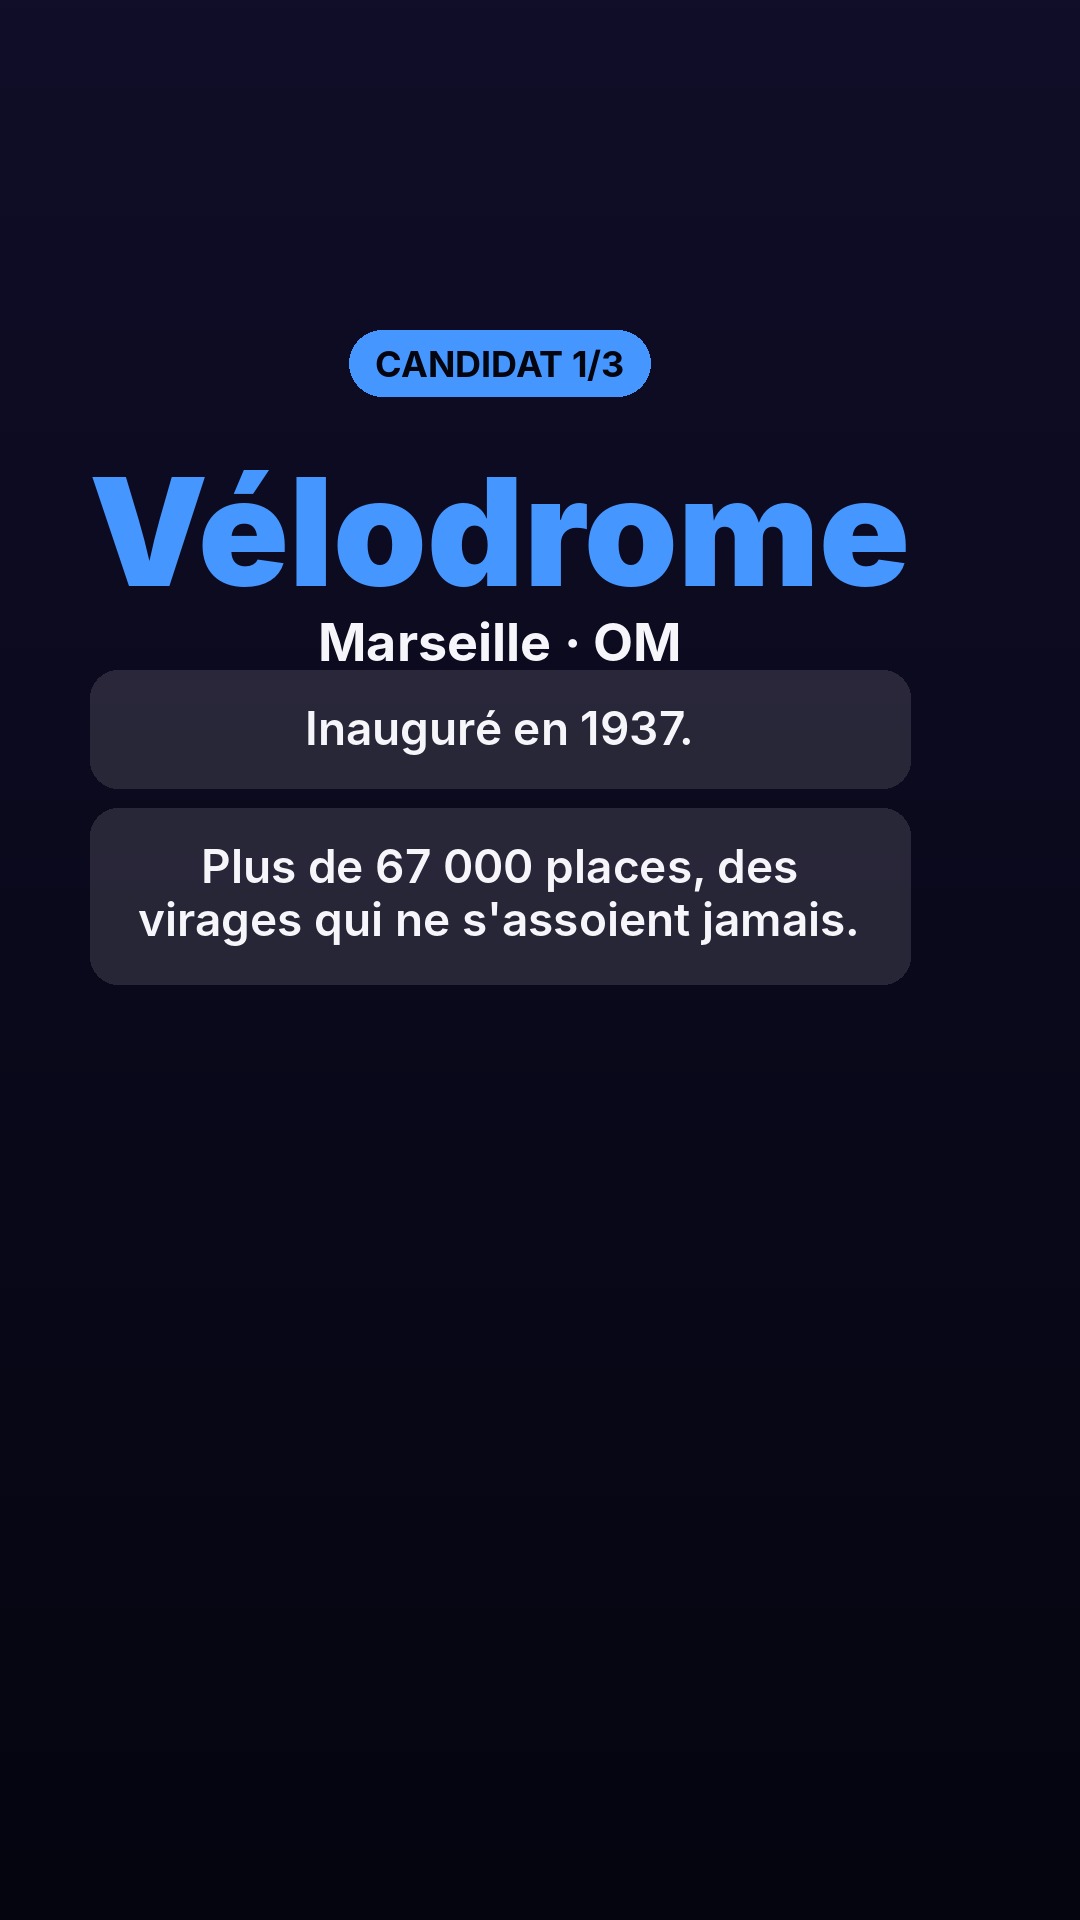 CANDIDAT 1/3
Vélodrome
Marseille · OM
Inauguré en 1937.
Plus de 67 000 places, des
virages qui ne s'assoient jamais.